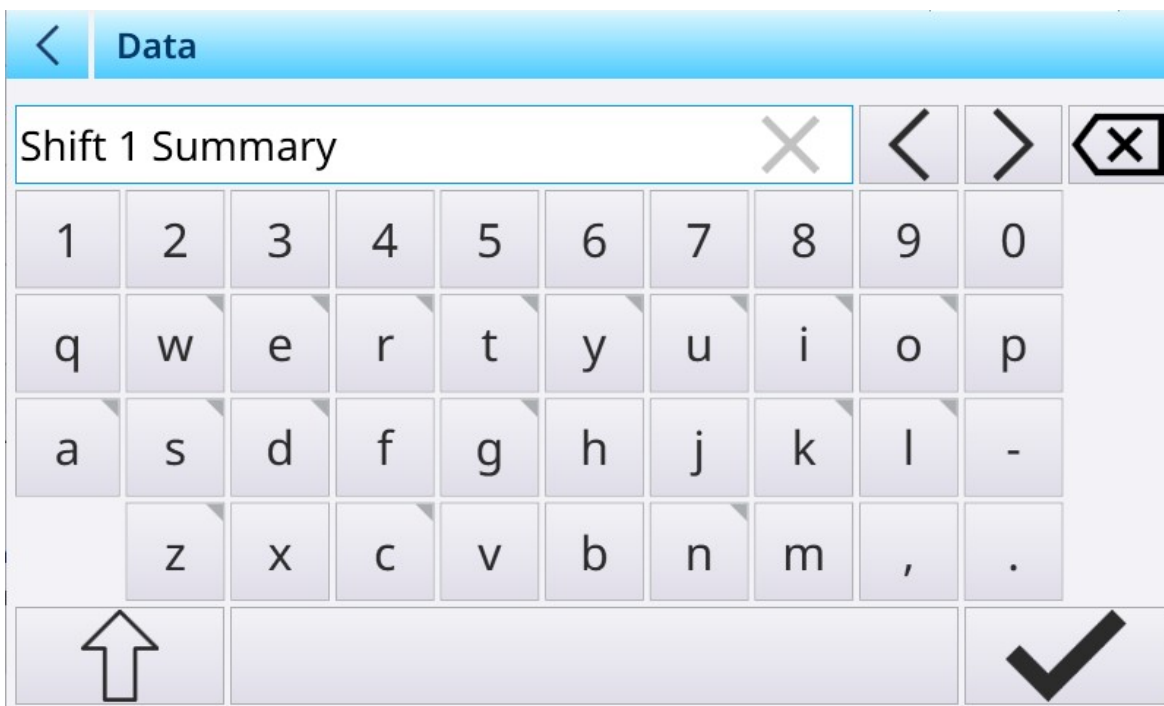 Data
Shift 1 Summary
1 2 3 4 5 6 7 8 9 0
q w e r t y u i o p
a s d f g h j k l -
z x c v b n m , .